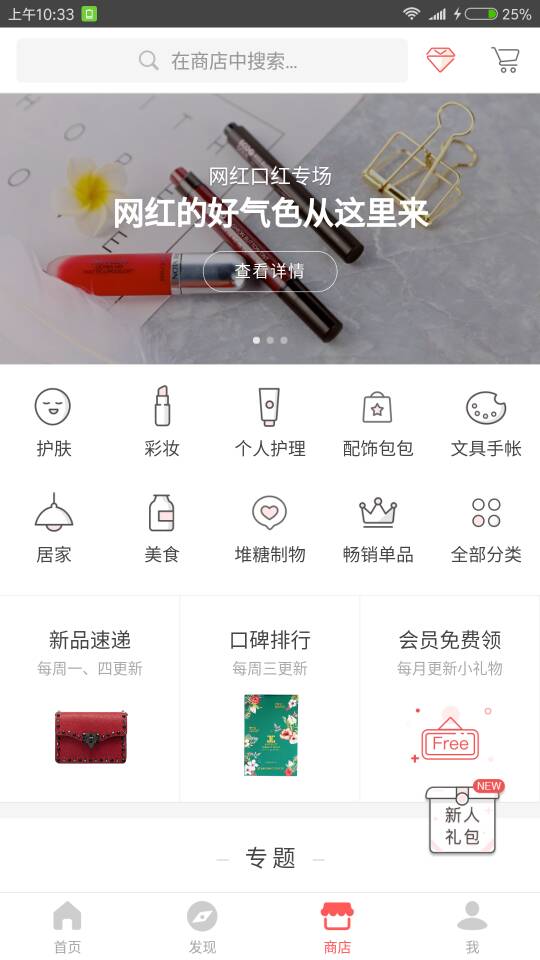 上午10:33
25%
在商店中搜索...
网红口红专场
网红的好气色从这里来
查看详情
护肤
彩妆
个人护理
配饰包包
文具手帐
居家
美食
堆糖制物
畅销单品
全部分类
新品速递
口碑排行
会员免费领
每周一、四更新
每周三更新
每月更新小礼物
Free
NEW
新人
礼包
专题
首页
发现
商店
我